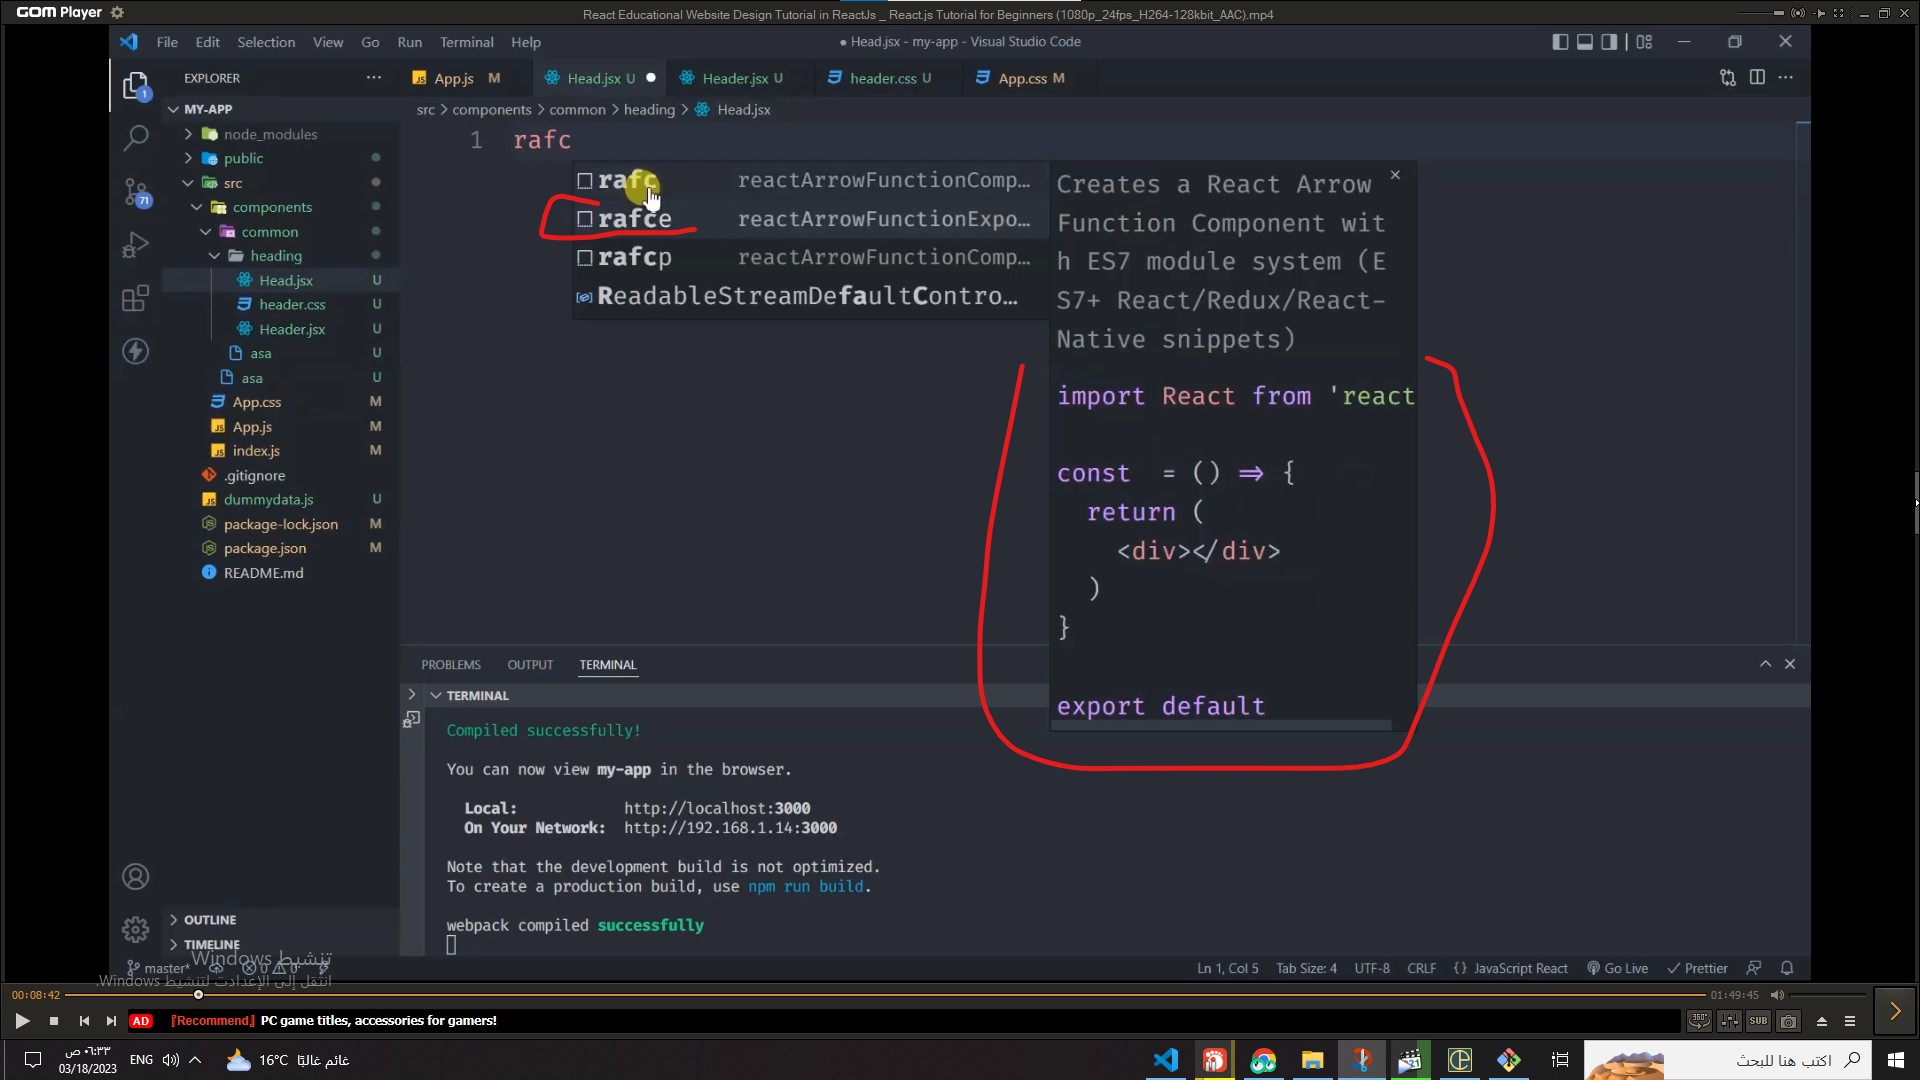 GOM Player
React Educational Website Design Tutorial in ReactJs _ React.js Tutorial for Beginners (1080p_24fps_H264-128kbit_AAC).mp4
File Edit Selection View Go Run Terminal Help
● Head.jsx - my-app - Visual Studio Code
EXPLORER ...
App.js M
Head.jsx U
Header.jsx U
header.css U
App.css M
src > components > common > heading > Head.jsx
MY-APP
node_modules
public
src
components
common
heading
Head.jsx U
header.css U
Header.jsx U
asa U
asa U
App.css M
App.js M
index.js M
.gitignore
dummydata.js U
package-lock.json M
package.json M
README.md
OUTLINE
TIMELINE
1
71
1 rafc
rafc reactArrowFunctionComp...
rafce reactArrowFunctionExpo...
rafcp reactArrowFunctionComp...
ReadableStreamDefaultContro...
Creates a React Arrow
Function Component wit
h ES7 module system (E
S7+ React/Redux/React-
Native snippets)
import React from 'react
const = () => {
return (
<div></div>
)
}
export default
PROBLEMS OUTPUT TERMINAL
TERMINAL
Compiled successfully!
You can now view my-app in the browser.
Local: http://localhost:3000
On Your Network: http://192.168.1.14:3000
Note that the development build is not optimized.
To create a production build, use npm run build.
webpack compiled successfully
تنشيط Windows
انتقل إلى الإعدادات لتنشيط Windows.
master* 0 0
Ln 1, Col 5 Tab Size: 4 UTF-8 CRLF {} JavaScript React Go Live Prettier
00:08:42
01:49:45
AD 『Recommend』 PC game titles, accessories for gamers!
360° SUB
٠٦:٣٣ ص
03/18/2023
ENG
16°C غائم غالبًا
21
اكتب هنا للبحث